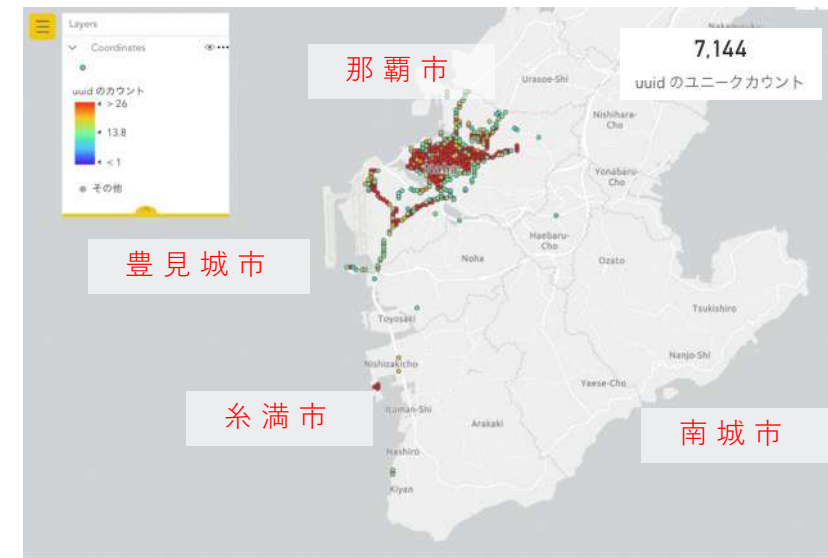 Layers
Coordinates
uuid のカウント
> 26
13.8
< 1
その他
那覇市
7,144
uuid のユニークカウント
Urasoe-Shi
Nishihara-
Cho
Yonabaru-
Cho
Haebaru-
Cho
豊見城市
Noha
Ozato
Tsukishiro
Toyosaki
Nanjo-Shi
Nishizakicho
Yaese-Cho
糸満市
Itoman-Shi
Arakaki
南城市
Nashiro
Kiyan